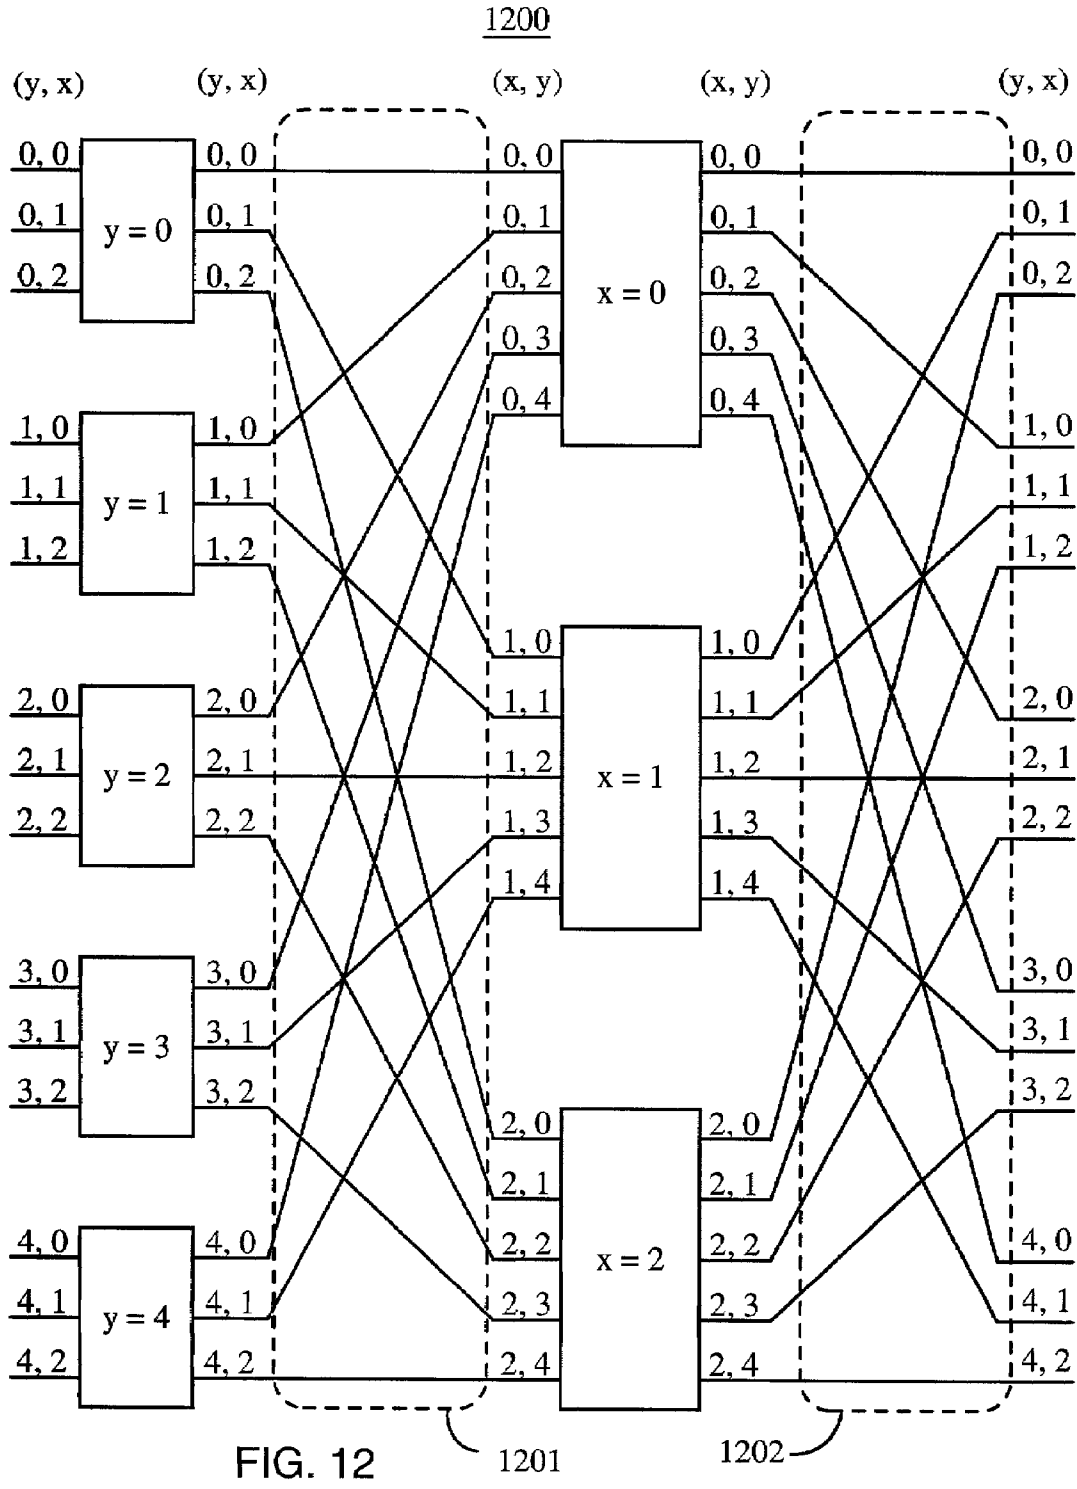 1200
(y, x) (y, x) (x, y) (x, y) (y, x)
0, 0 0, 0 0, 0 0, 0 0, 0
0, 1 y = 0 0, 1 0, 1 0, 1 0, 1
0, 2 0, 2 0, 2 x = 0 0, 2 0, 2
0, 3 0, 3
0, 4 0, 4
1, 0 1, 0 1, 0
1, 1 y = 1 1, 1 1, 1
1, 2 1, 2 1, 2
1, 0 1, 0
2, 0 2, 0 1, 1 1, 1 2, 0
2, 1 y = 2 2, 1 1, 2 x = 1 1, 2 2, 1
2, 2 2, 2 1, 3 1, 3 2, 2
1, 4 1, 4
3, 0 3, 0 3, 0
3, 1 y = 3 3, 1 3, 1
3, 2 3, 2 3, 2
2, 0 2, 0
2, 1 2, 1
4, 0 4, 0 2, 2 x = 2 2, 2 4, 0
4, 1 y = 4 4, 1 2, 3 2, 3 4, 1
4, 2 4, 2 2, 4 2, 4 4, 2
FIG. 12 1201 1202